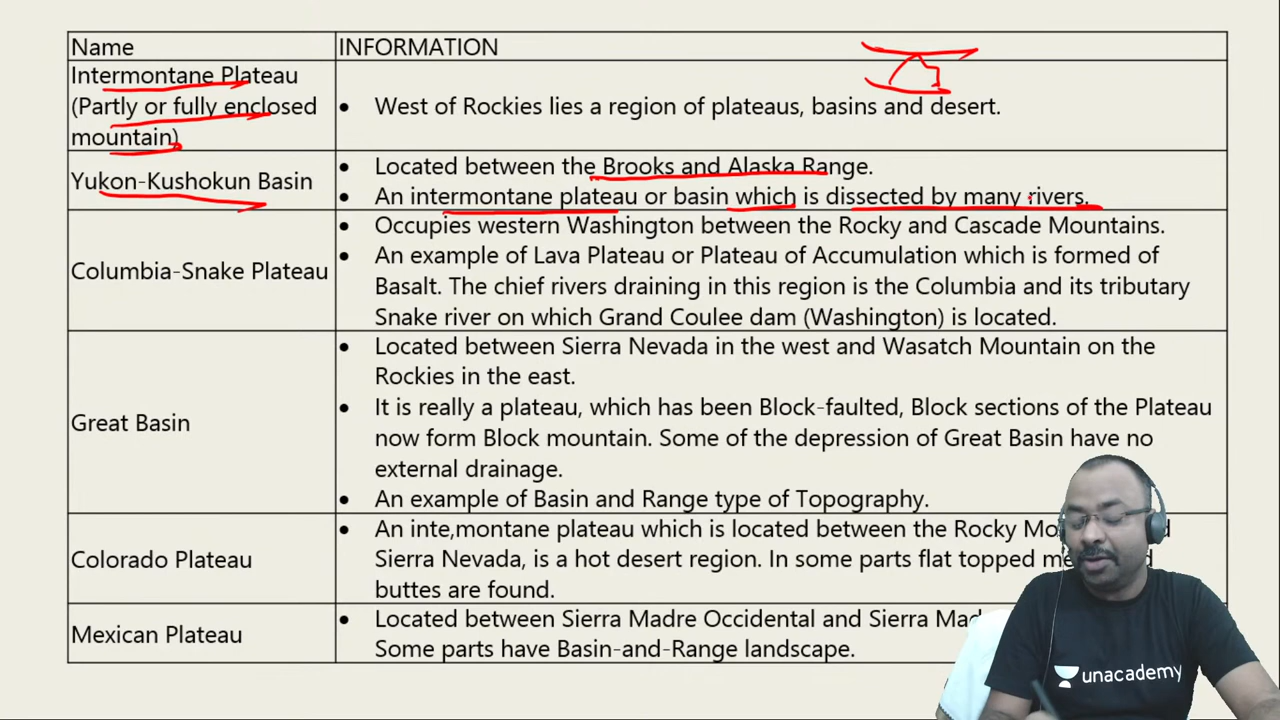 Name
INFORMATION
Intermontane Plateau
(Partly or fully enclosed
mountain)
• West of Rockies lies a region of plateaus, basins and desert.
Yukon-Kushokun Basin
• Located between the Brooks and Alaska Range.
• An intermontane plateau or basin which is dissected by many rivers.
Columbia-Snake Plateau
• Occupies western Washington between the Rocky and Cascade Mountains.
• An example of Lava Plateau or Plateau of Accumulation which is formed of
Basalt. The chief rivers draining in this region is the Columbia and its tributary
Snake river on which Grand Coulee dam (Washington) is located.
Great Basin
• Located between Sierra Nevada in the west and Wasatch Mountain on the
Rockies in the east.
• It is really a plateau, which has been Block-faulted, Block sections of the Plateau
now form Block mountain. Some of the depression of Great Basin have no
external drainage.
• An example of Basin and Range type of Topography.
Colorado Plateau
• An inte,montane plateau which is located between the Rocky
Sierra Nevada, is a hot desert region. In some parts flat topped
buttes are found.
Mexican Plateau
• Located between Sierra Madre Occidental and Sierra
Some parts have Basin-and-Range landscape.
unacademy